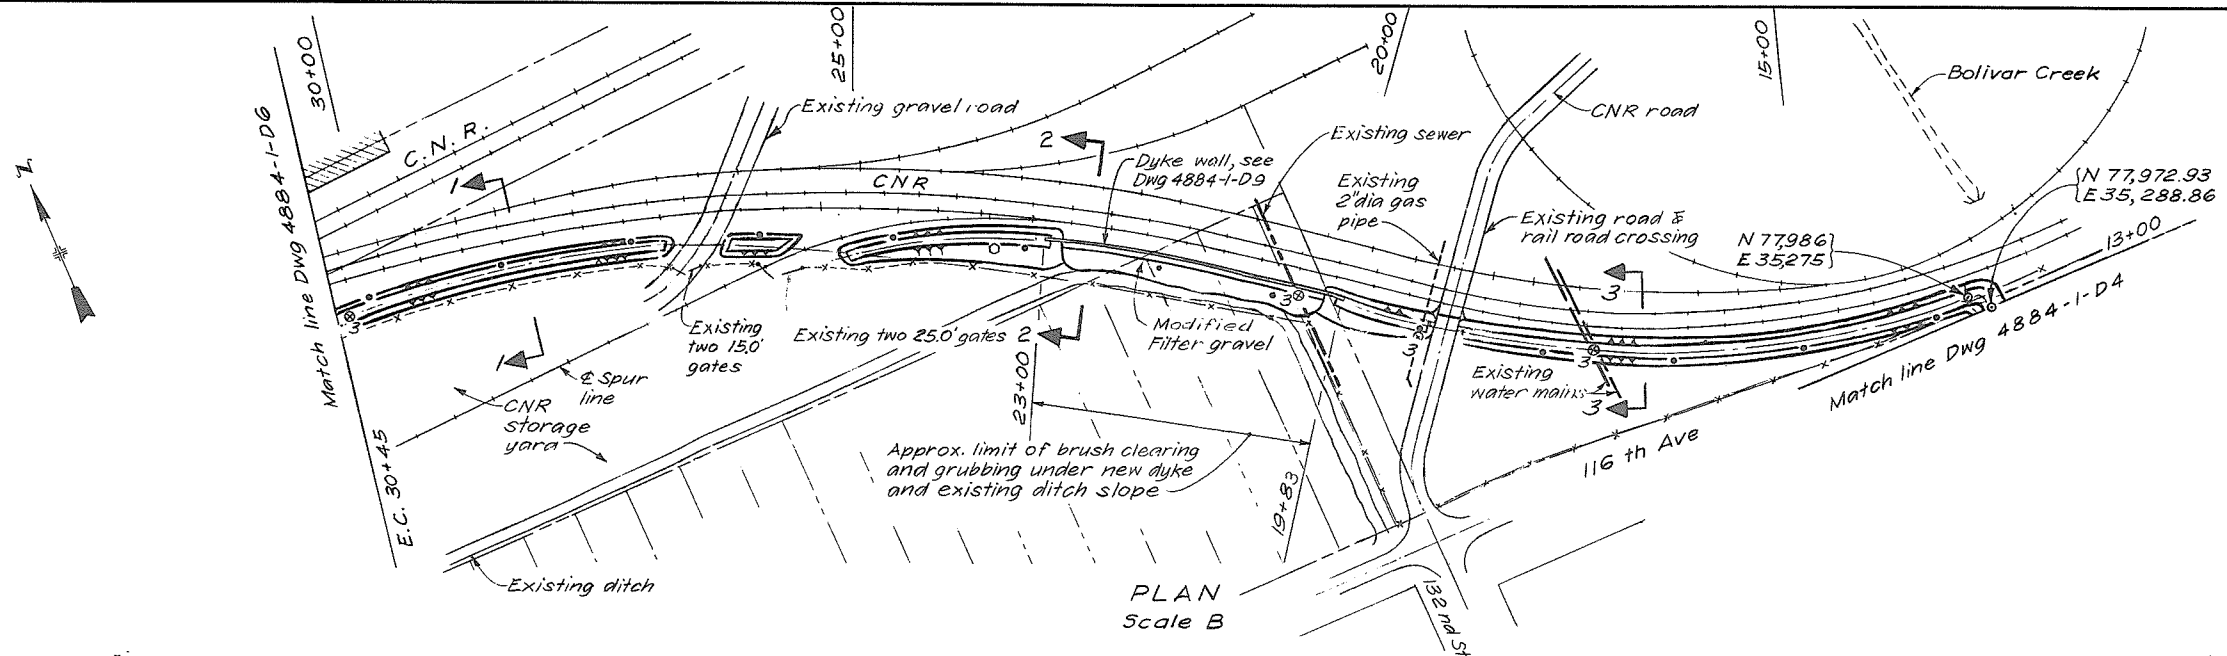 30+00
25+00
20+00
15+00
Bolivar Creek
Existing gravel road
CNR road
C.N.R.
Existing sewer
Match line Dwg 4884-1-D6
Z
1
2
Dyke wall, see
Dwg 4884-1-D9
CNR
Existing
2" dia gas
pipe
N 77,972.93
E 35,288.86
Existing road &
rail road crossing
N 77,986
E 35,275
13+00
3
3
3
3
3
Existing
two 15.0'
gates
Existing two 25.0' gates
2
Modified
Filter gravel
1
₵ Spur
line
Existing
water mains
3
Match line Dwg 4884-1-D4
CNR
storage
yard
23+00
E.C. 30+45
Approx. limit of brush clearing
and grubbing under new dyke
and existing ditch slope
19+83
116 th Ave
Existing ditch
PLAN
Scale B
132nd St